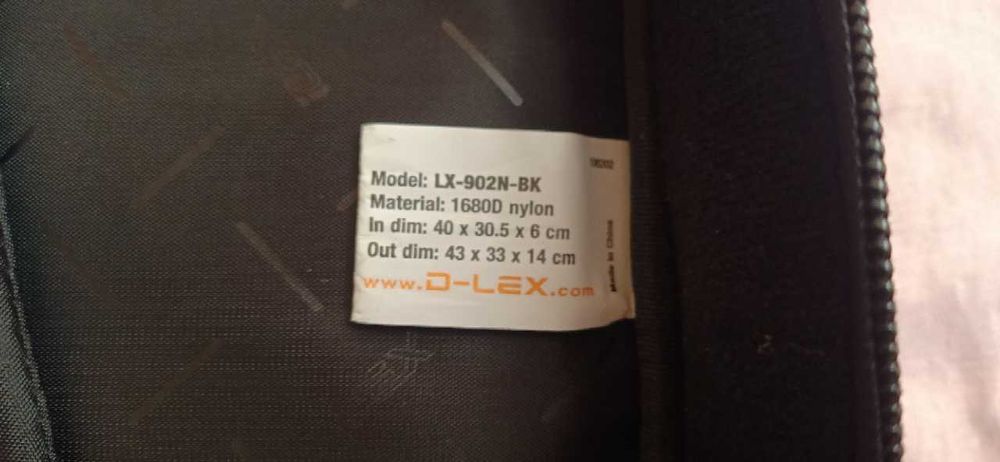 Model: LX-902N-BK
Material: 1680D nylon
In dim: 40 x 30.5 x 6 cm
Out dim: 43 x 33 x 14 cm
www.D-LEX.com
Made in China